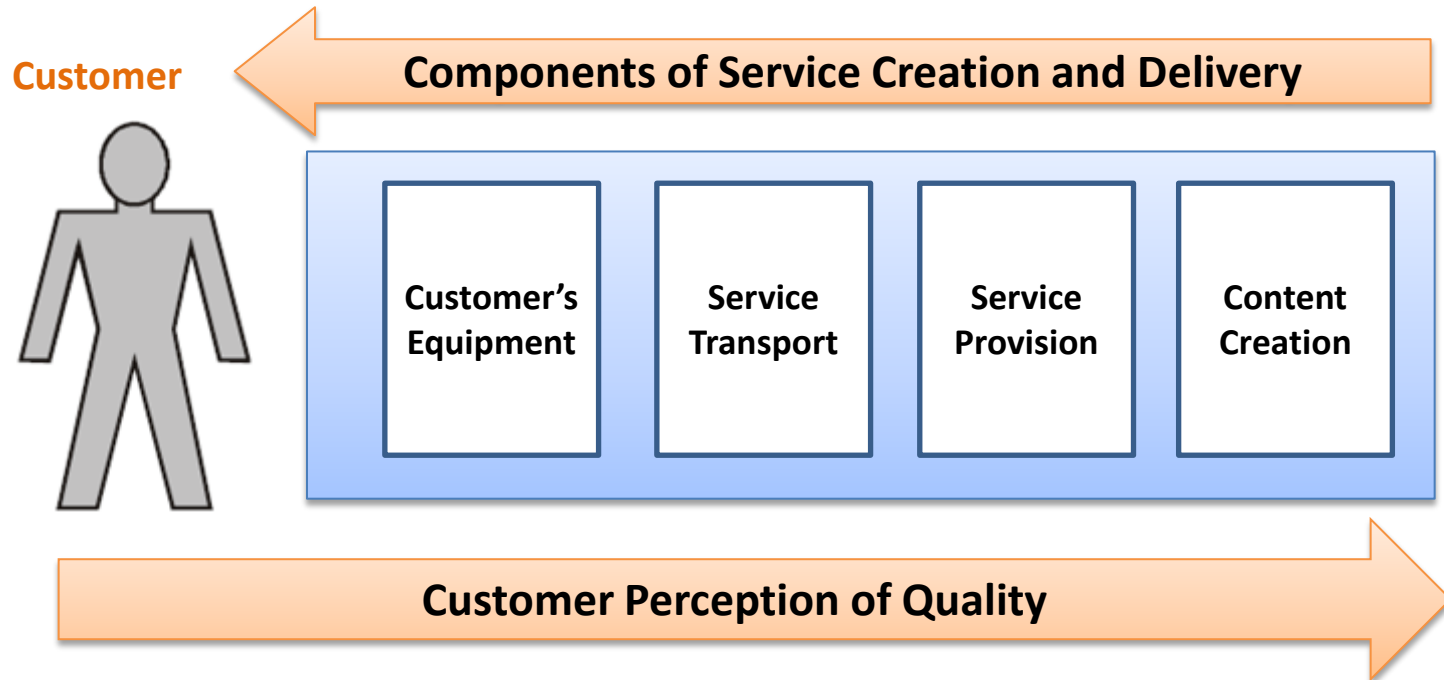 Customer
Components of Service Creation and Delivery
Customer’s
Equipment
Service
Transport
Service
Provision
Content
Creation
Customer Perception of Quality